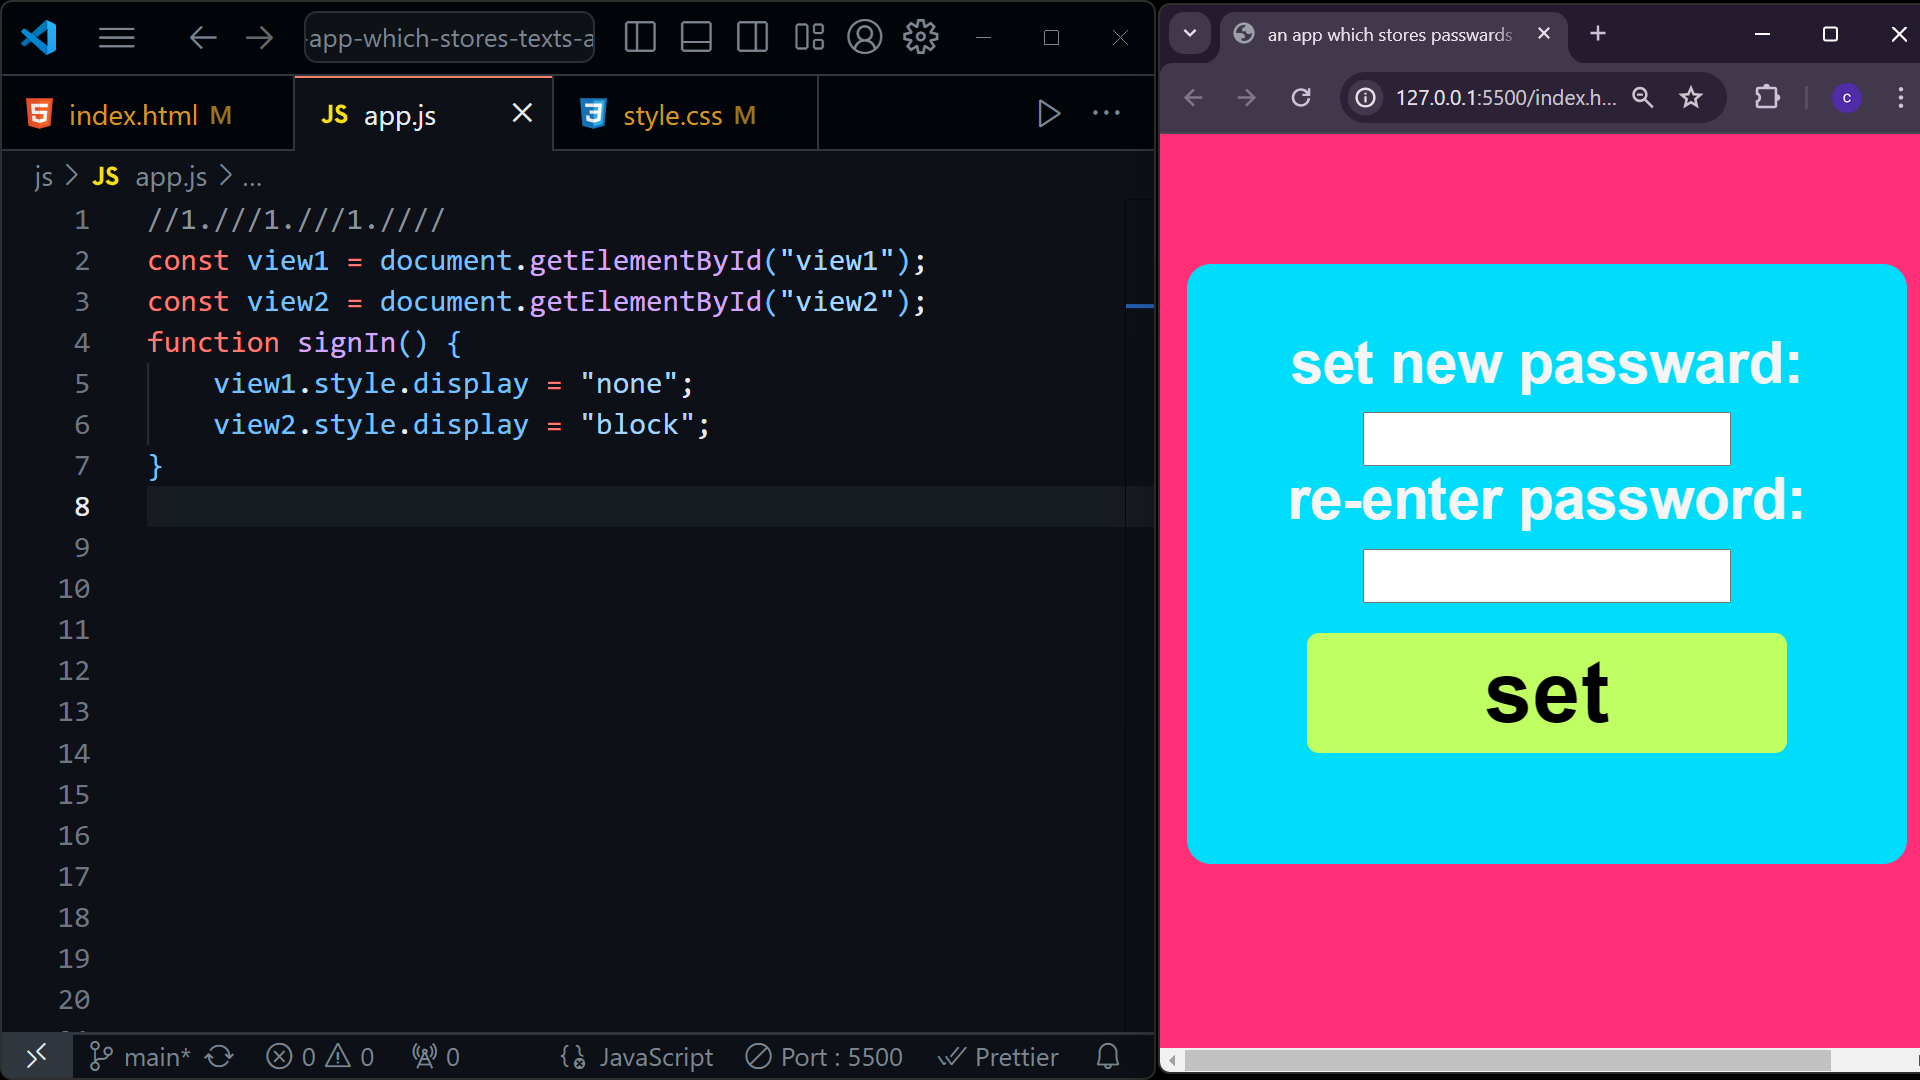 -app-which-stores-texts-a
index.html M
JS app.js
style.css M
js > JS app.js > ...
1 //1.///1.///1.////
2 const view1 = document.getElementById("view1");
3 const view2 = document.getElementById("view2");
4 function signIn() {
5 view1.style.display = "none";
6 view2.style.display = "block";
7 }
8
9
10
11
12
13
14
15
16
17
18
19
20
main* 0 0 0 JavaScript Port : 5500 Prettier
an app which stores passwards
127.0.0.1:5500/index.h...
c
set new passward:
re-enter password:
set